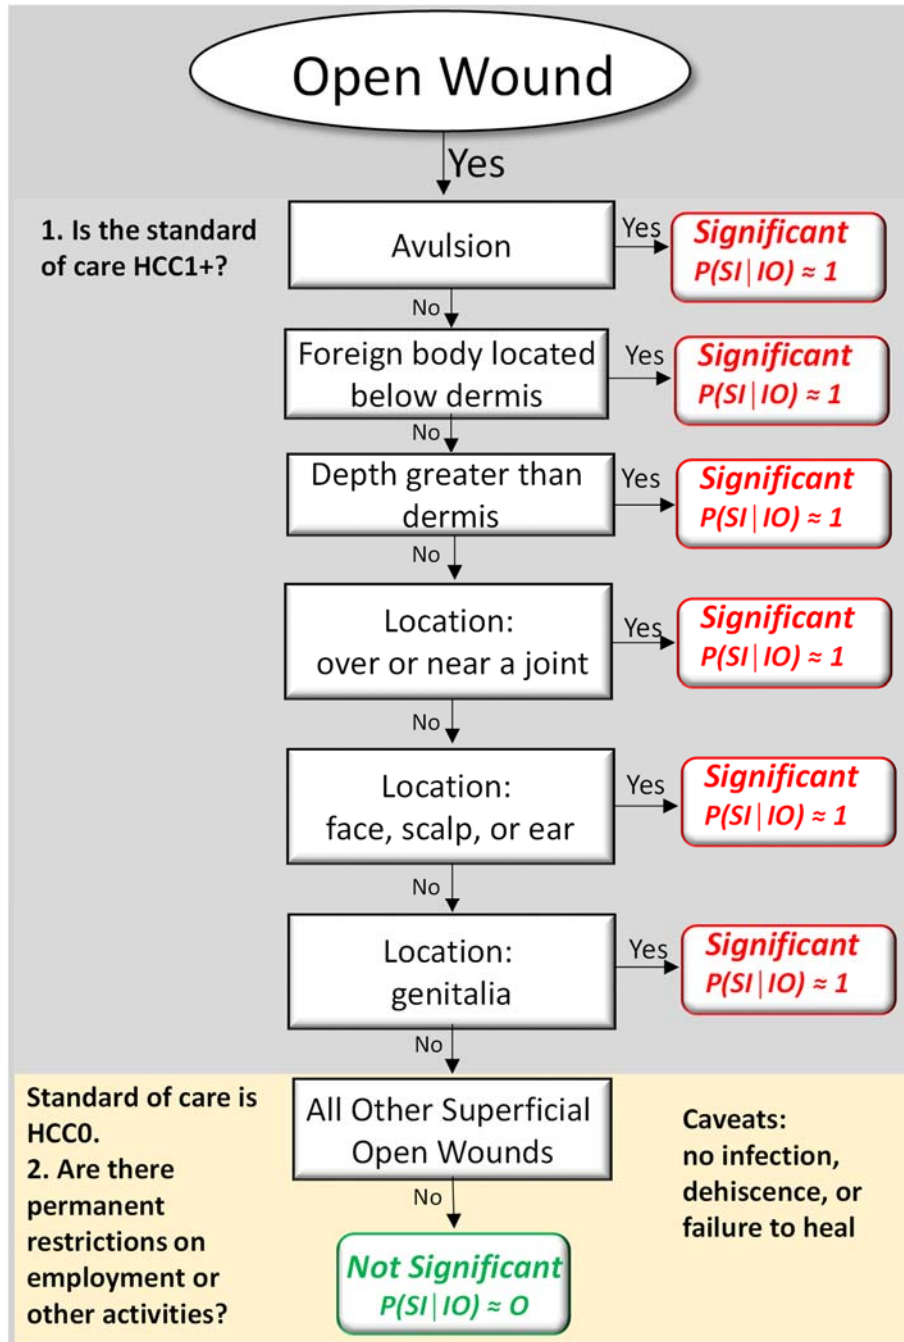 Open Wound
Yes
1. Is the standard
of care HCC1+?
Avulsion
Yes
Significant
P(SI|IO) ≈ 1
No
Foreign body located
below dermis
Yes
Significant
P(SI|IO) ≈ 1
No
Depth greater than
dermis
Yes
Significant
P(SI|IO) ≈ 1
No
Location:
over or near a joint
Yes
Significant
P(SI|IO) ≈ 1
No
Location:
face, scalp, or ear
Yes
Significant
P(SI|IO) ≈ 1
No
Location:
genitalia
Yes
Significant
P(SI|IO) ≈ 1
No
Standard of care is
HCC0.
2. Are there
permanent
restrictions on
employment or
other activities?
All Other Superficial
Open Wounds
No
Not Significant
P(SI|IO) ≈ O
Caveats:
no infection,
dehiscence, or
failure to heal